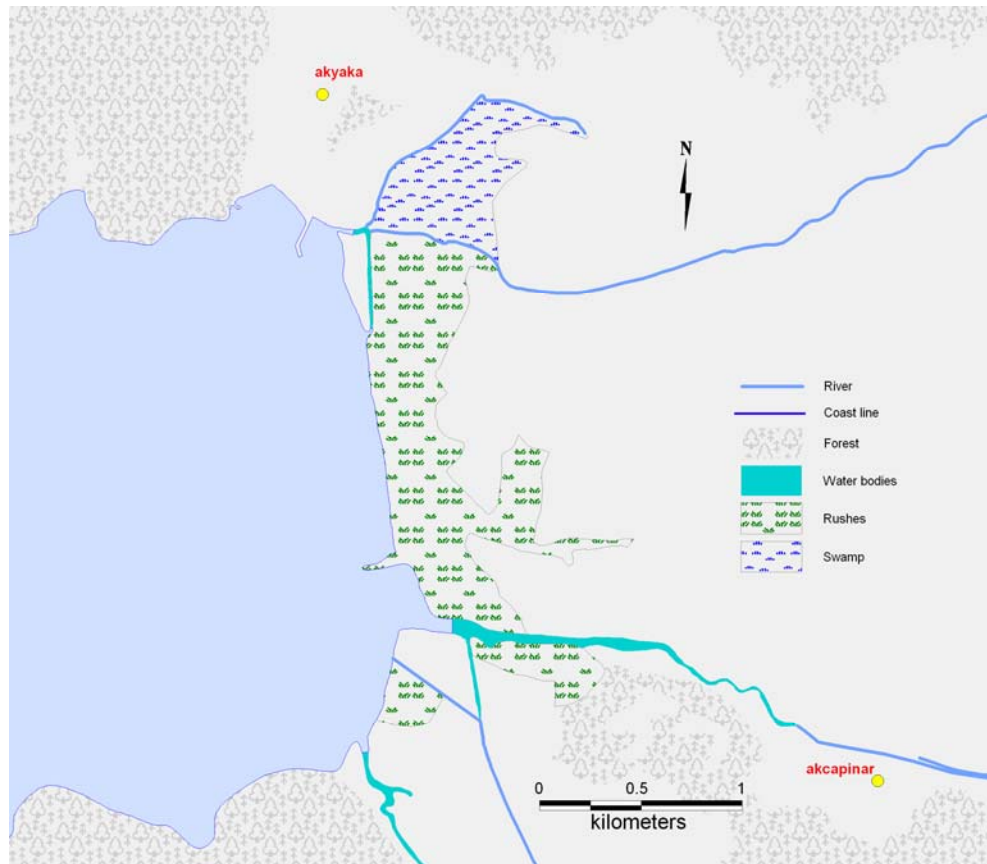 akyaka
N
River
Coast line
Forest
Water bodies
Rushes
Swamp
akcapinar
0 0.5 1
kilometers